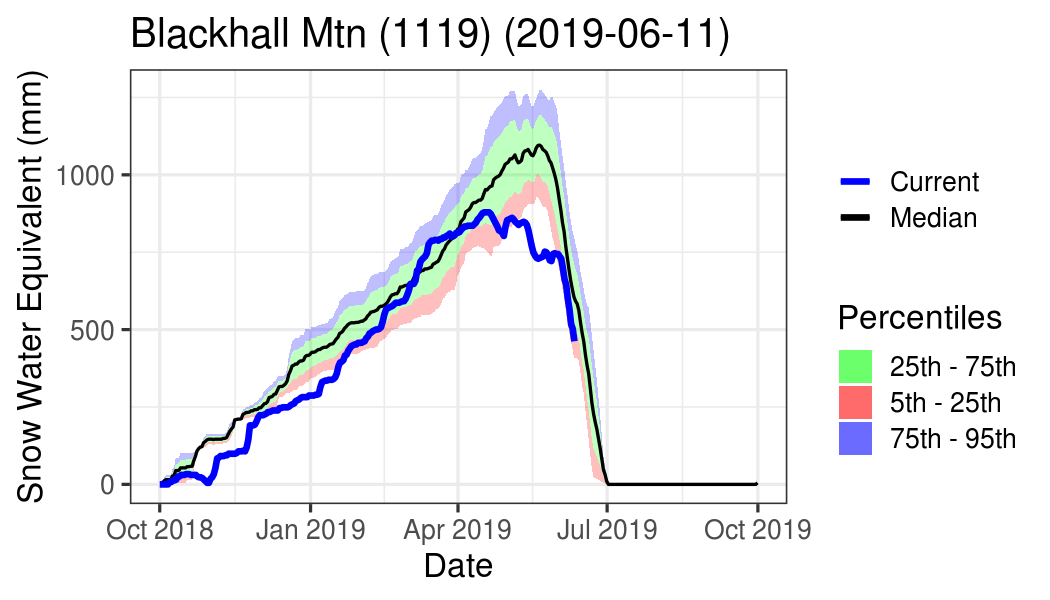 Blackhall Mtn (1119) (2019-06-11)
Snow Water Equivalent (mm)
1000
500
0
Oct 2018
Jan 2019
Apr 2019
Jul 2019
Oct 2019
Date
Current
Median
Percentiles
25th - 75th
5th - 25th
75th - 95th